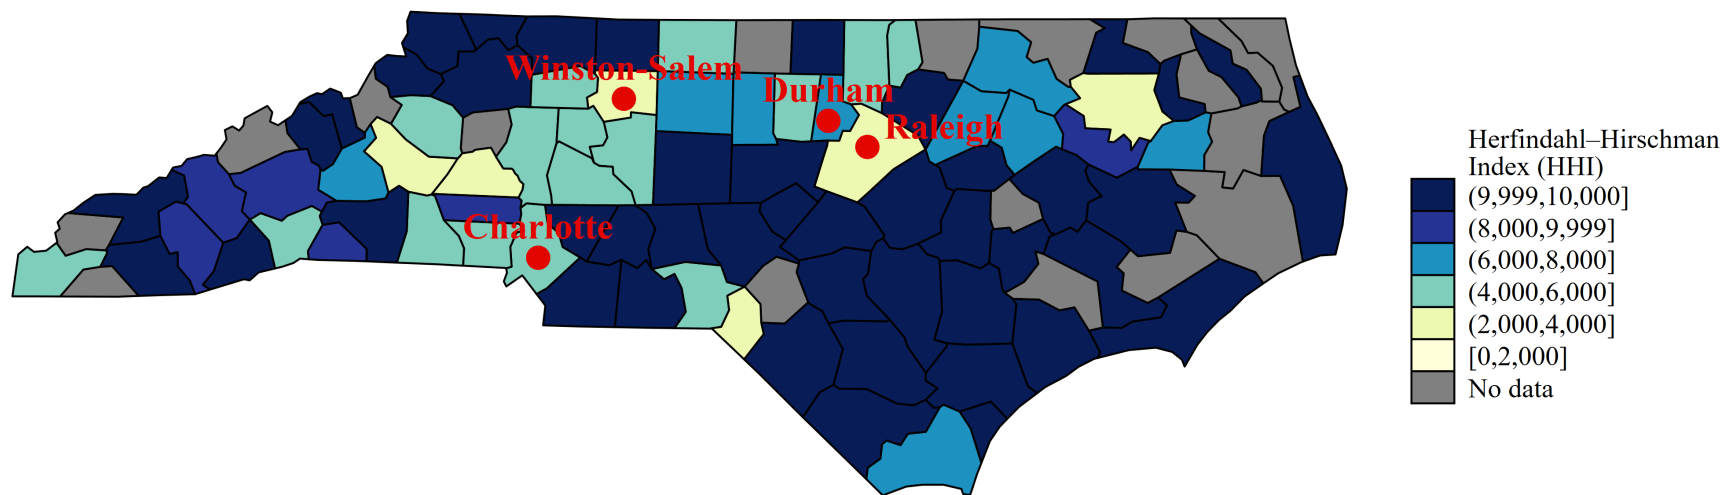 Winston-Salem
Durham
Raleigh
Charlotte
Herfindahl–Hirschman
Index (HHI)
(9,999,10,000]
(8,000,9,999]
(6,000,8,000]
(4,000,6,000]
(2,000,4,000]
[0,2,000]
No data